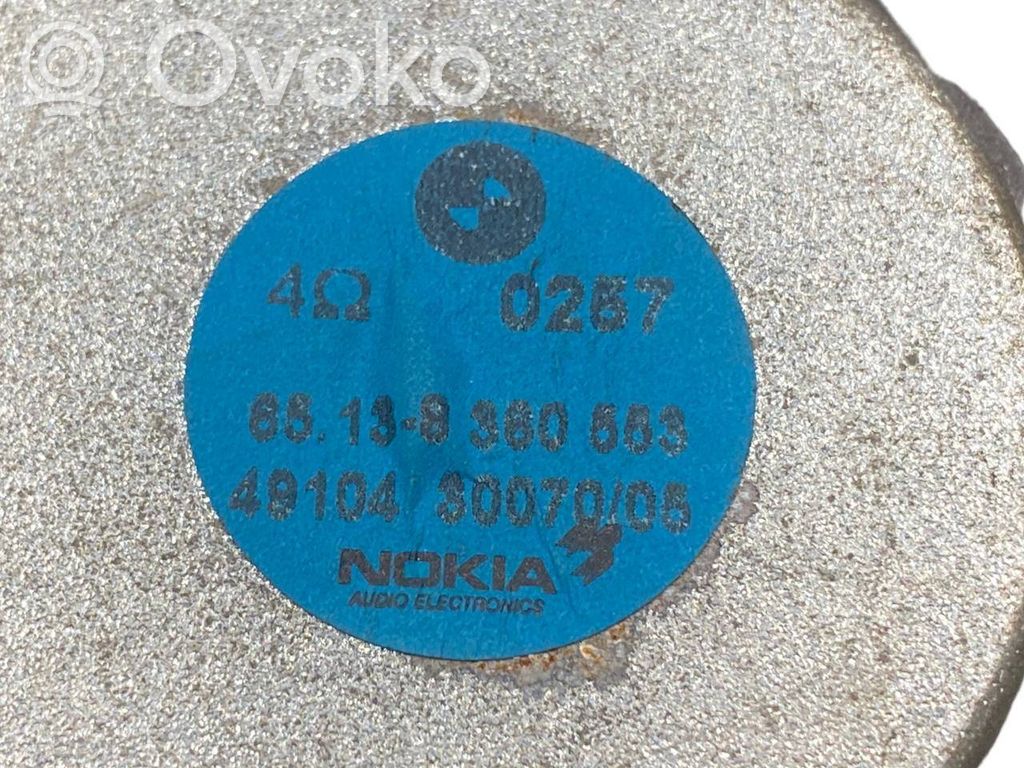 Ovoko
4Ω 0257
65.13-8 360 553
49104 30070/05
NOKIA
AUDIO ELECTRONICS